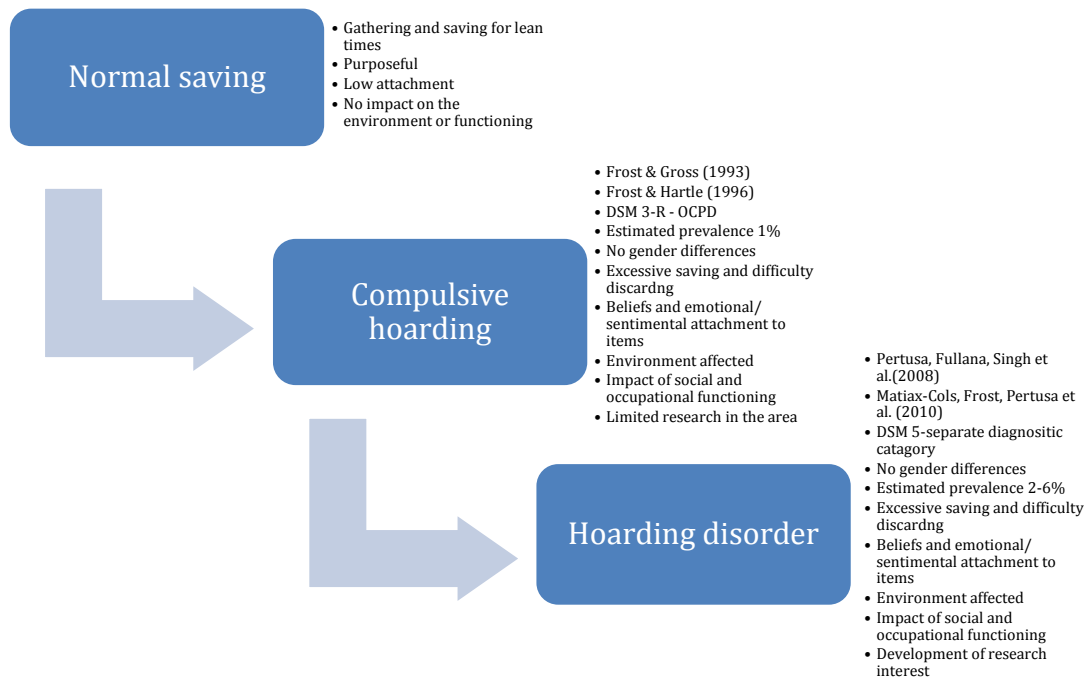 Normal saving
• Gathering and saving for lean
times
• Purposeful
• Low attachment
• No impact on the
environment or functioning
Compulsive
hoarding
• Frost & Gross (1993)
• Frost & Hartle (1996)
• DSM 3-R - OCPD
• Estimated prevalence 1%
• No gender differences
• Excessive saving and difficulty
discardng
• Beliefs and emotional/
sentimental attachment to
items
• Environment affected
• Impact of social and
occupational functioning
• Limited research in the area
Hoarding disorder
• Pertusa, Fullana, Singh et
al.(2008)
• Matiax-Cols, Frost, Pertusa et
al. (2010)
• DSM 5-separate diagnositic
catagory
• No gender differences
• Estimated prevalence 2-6%
• Excessive saving and difficulty
discardng
• Beliefs and emotional/
sentimental attachment to
items
• Environment affected
• Impact of social and
occupational functioning
• Development of research
interest